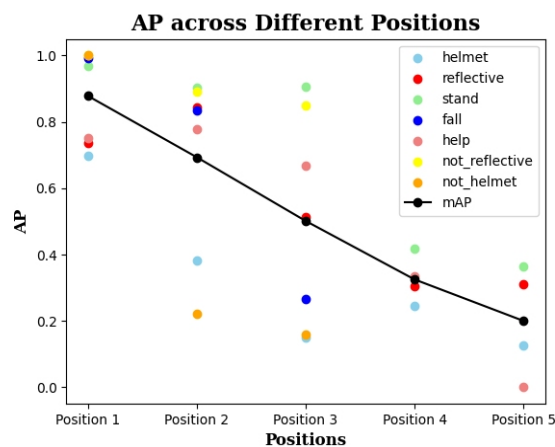 AP across Different Positions
1.0
0.8
0.6
0.4
0.2
0.0
AP
helmet
reflective
stand
fall
help
not_reflective
not_helmet
mAP
Position 1 Position 2 Position 3 Position 4 Position 5
Positions